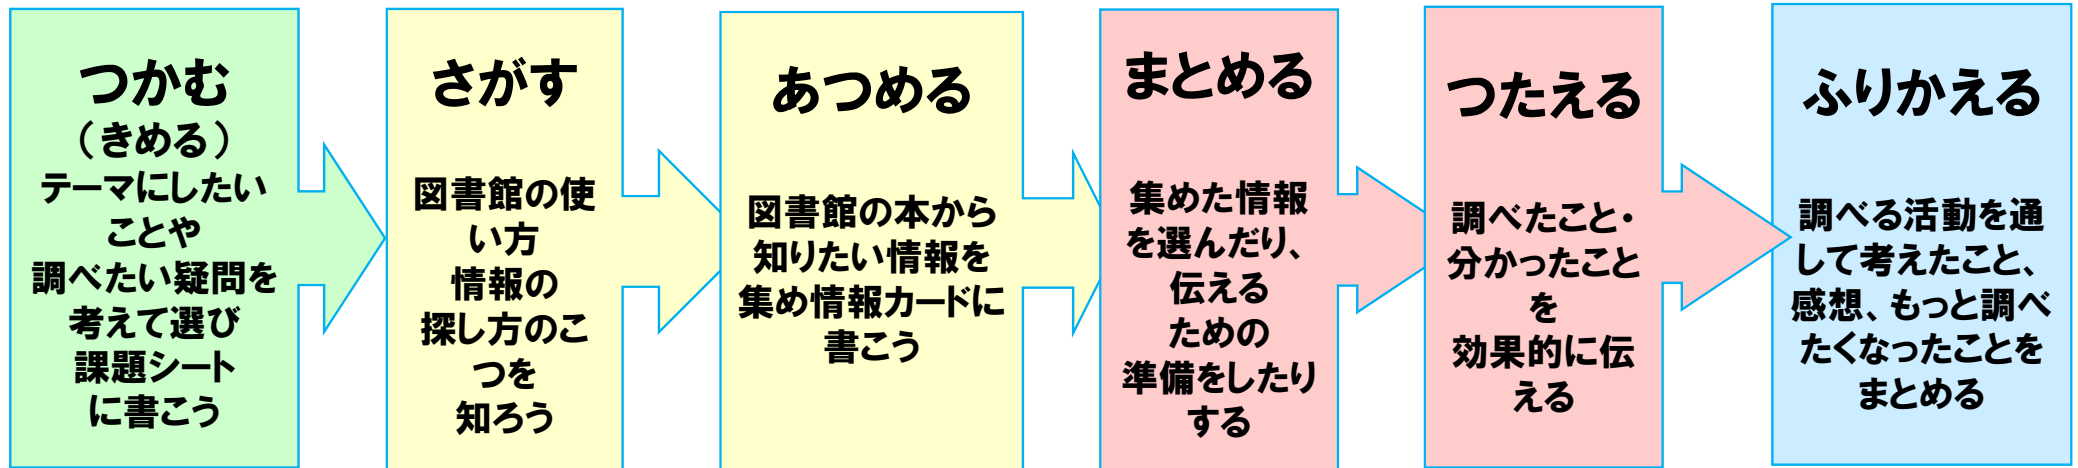 つかむ
（きめる）
テーマにしたい
ことや
調べたい疑問を
考えて選び
課題シート
に書こう
さがす
図書館の使
い方
情報の
探し方のこ
つを
知ろう
あつめる
図書館の本から
知りたい情報を
集め情報カードに
書こう
まとめる
集めた情報
を選んだり、
伝える
ための
準備をしたり
する
つたえる
調べたこと・
分かったこと
を
効果的に伝
える
ふりかえる
調べる活動を通
して考えたこと、
感想、もっと調べ
たくなったことを
まとめる